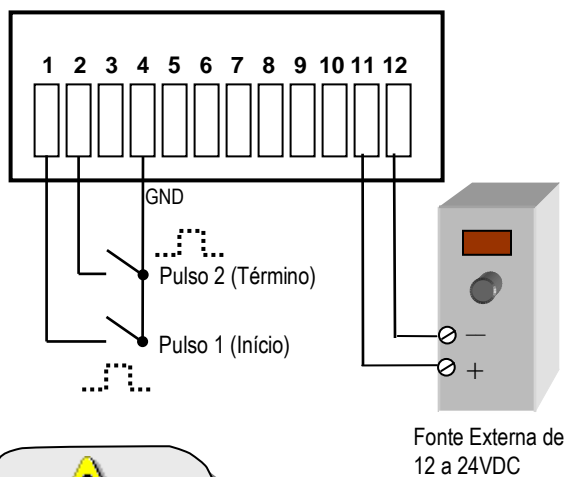 1 2 3 4 5 6 7 8 9 10 11 12
GND
Pulso 2 (Término)
Pulso 1 (Início)
−
+
Fonte Externa de
12 a 24VDC